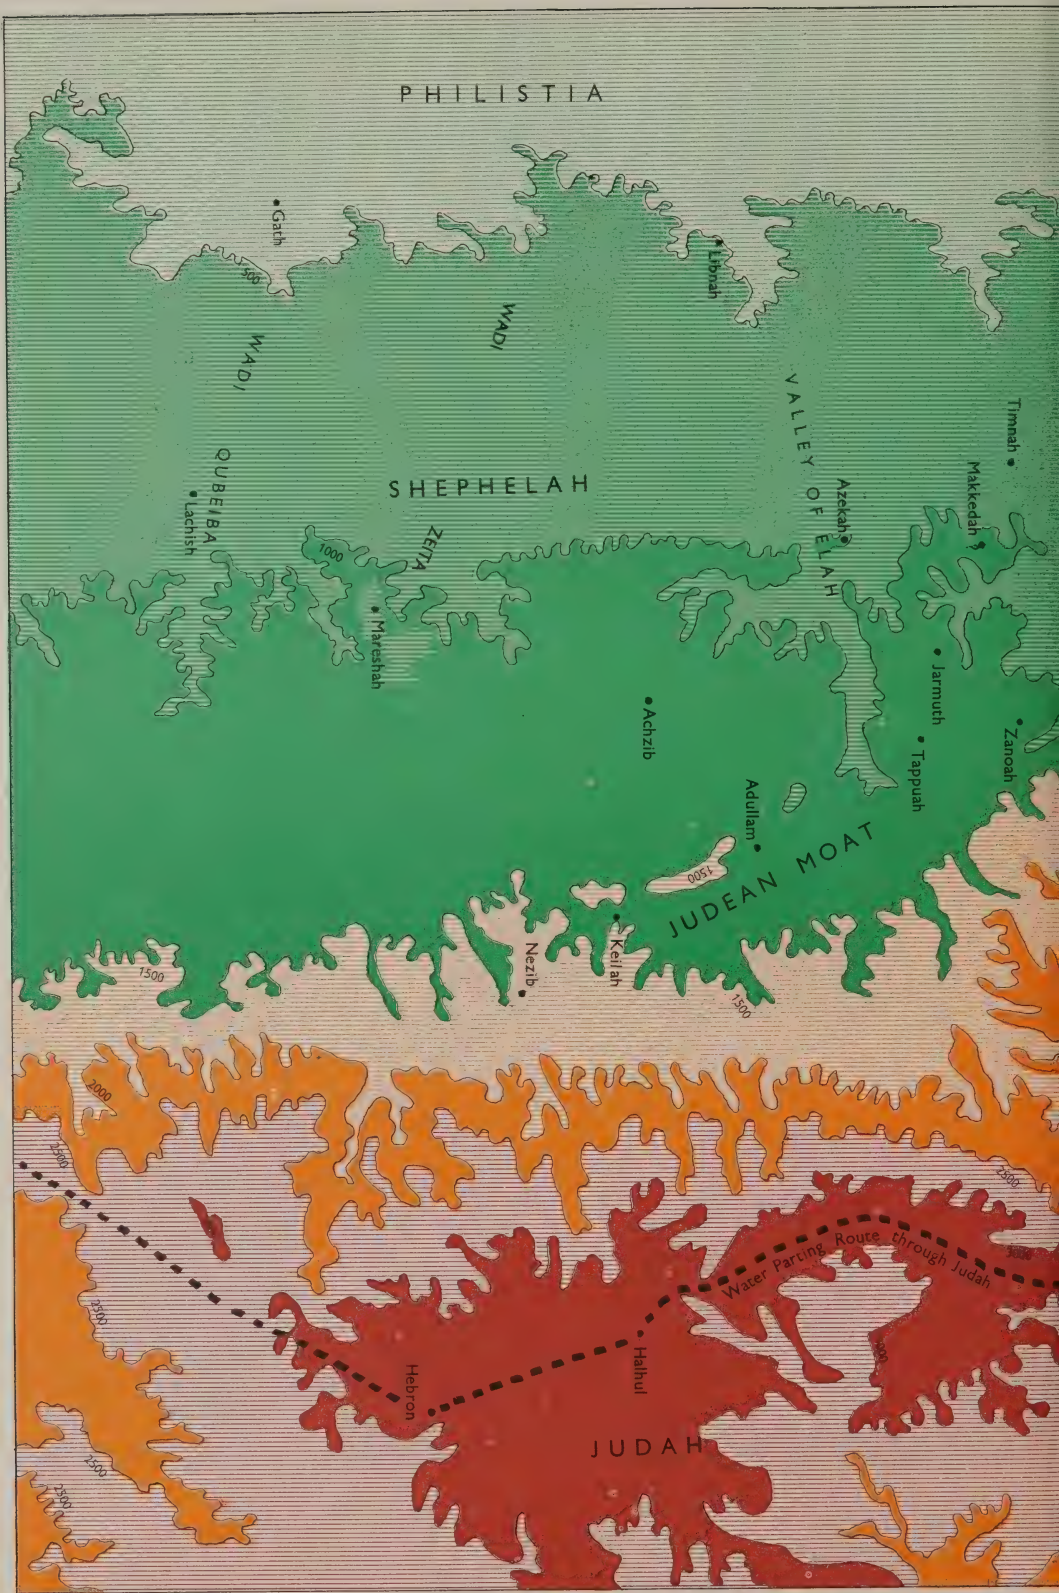 PHILISTIA
Gath
500
Libnah
WADI
WADI
VALLEY OF ELAH
Timnah
Makkedah
Azekah
SHEPHELAH
QUBEIBA
Lachish
ZEITA
1000
Mareshah
Jarmuth
Achzib
Zanoah
Tappuah
Adullam
JUDEAN MOAT
1500
Keilah
Nezib
1500
1500
2000
2500
2500
Water Parting Route through Judah
2500
Halhul
Hebron
JUDAH
2500
2500